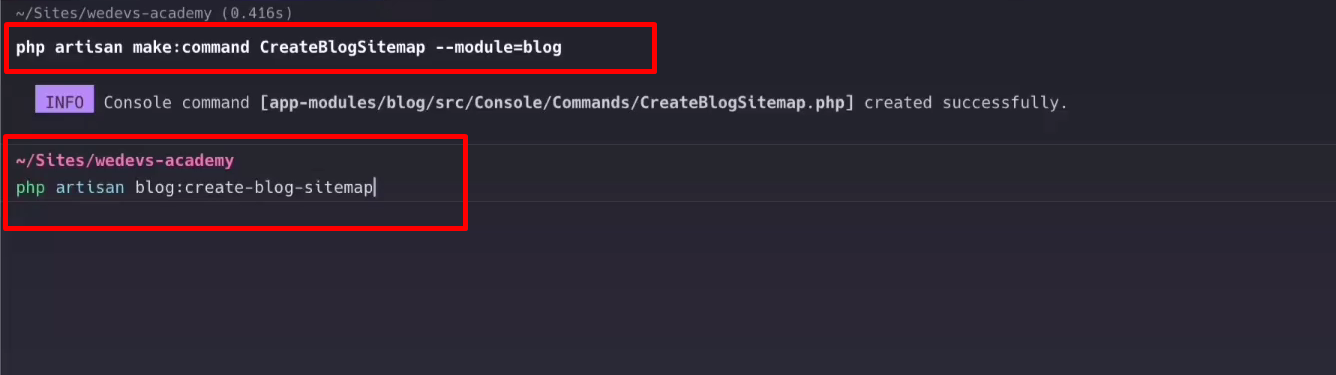 ~/Sites/wedevs-academy (0.416s)
php artisan make:command CreateBlogSitemap --module=blog
INFO Console command [app-modules/blog/src/Console/Commands/CreateBlogSitemap.php] created successfully.
~/Sites/wedevs-academy
php artisan blog:create-blog-sitemap